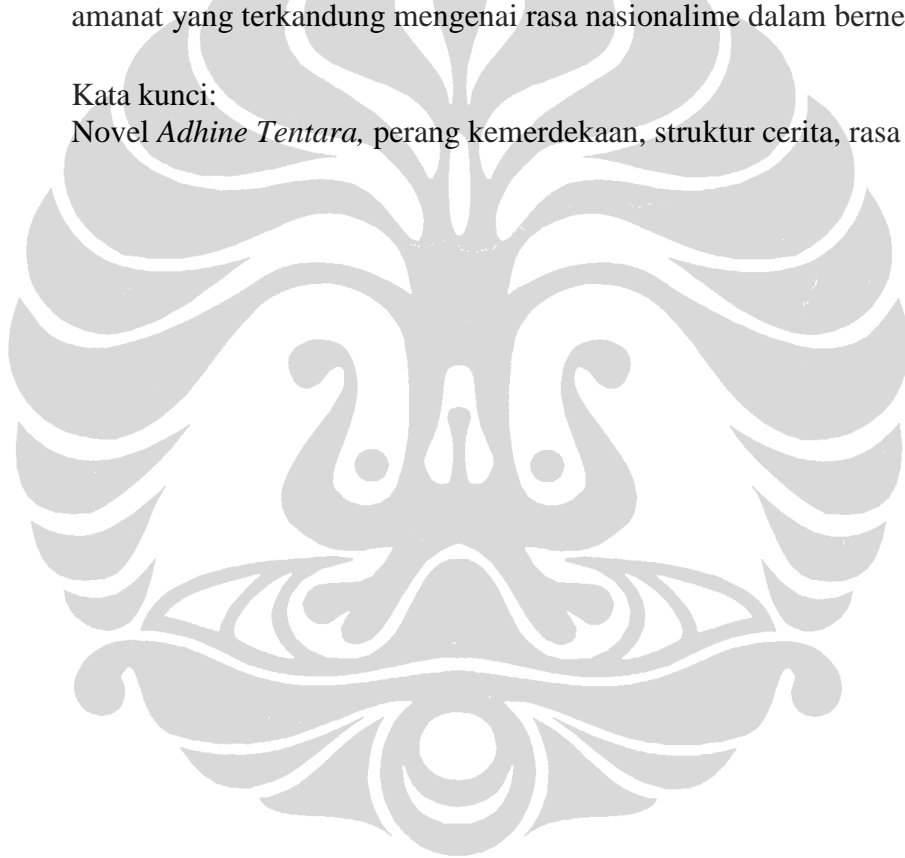 amanat yang terkandung mengenai rasa nasionalime dalam berne
Kata kunci:
Novel Adhine Tentara, perang kemerdekaan, struktur cerita, rasa